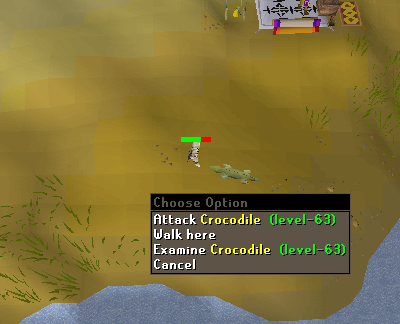 Choose Option
Attack Crocodile (level-63)
Walk here
Examine Crocodile (level-63)
Cancel